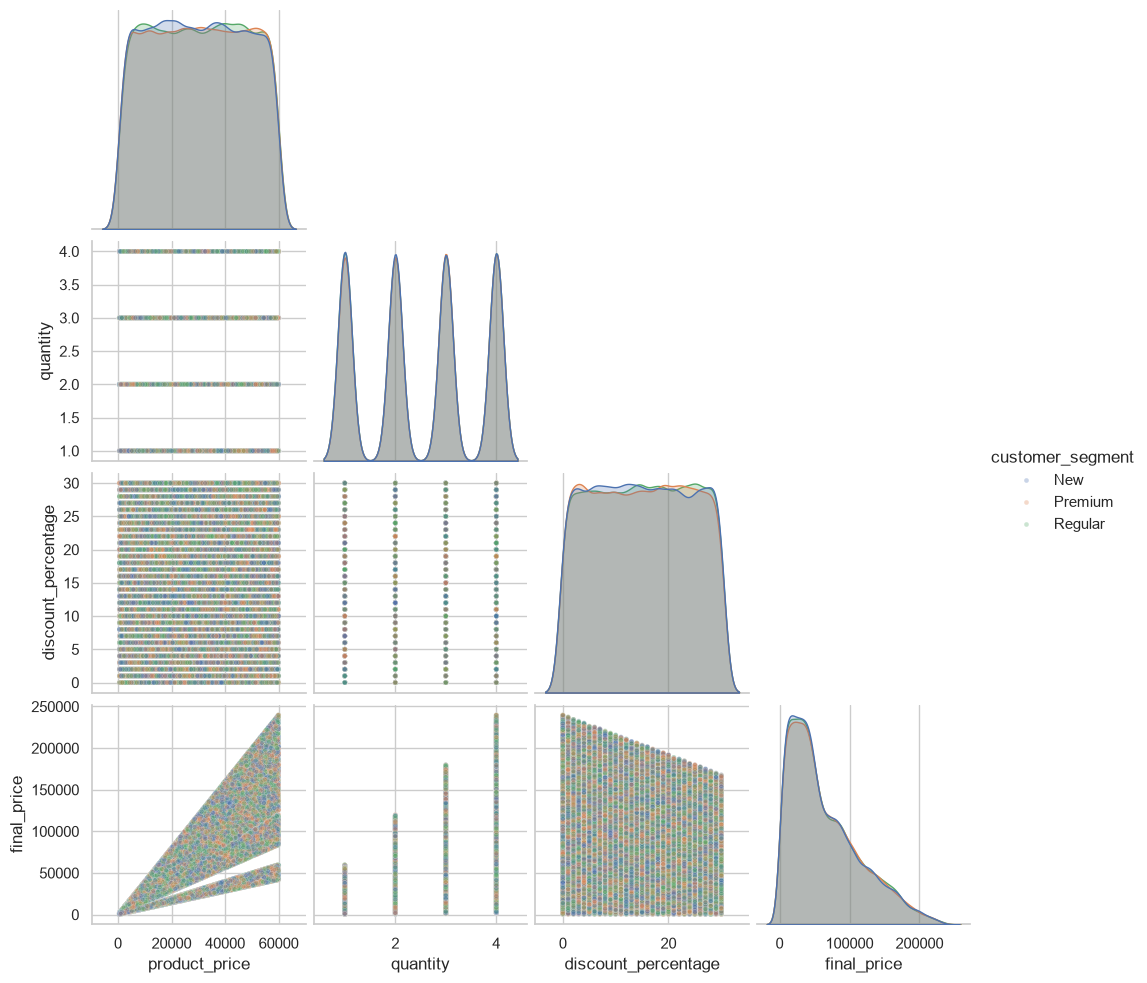 4.0
3.5
3.0
2.5
2.0
1.5
1.0
quantity
30
25
20
15
10
5
0
discount_percentage
250000
200000
150000
100000
50000
0
final_price
0 20000 40000 60000
product_price
2 4
quantity
0 20
discount_percentage
0 100000 200000
final_price
customer_segment
New
Premium
Regular